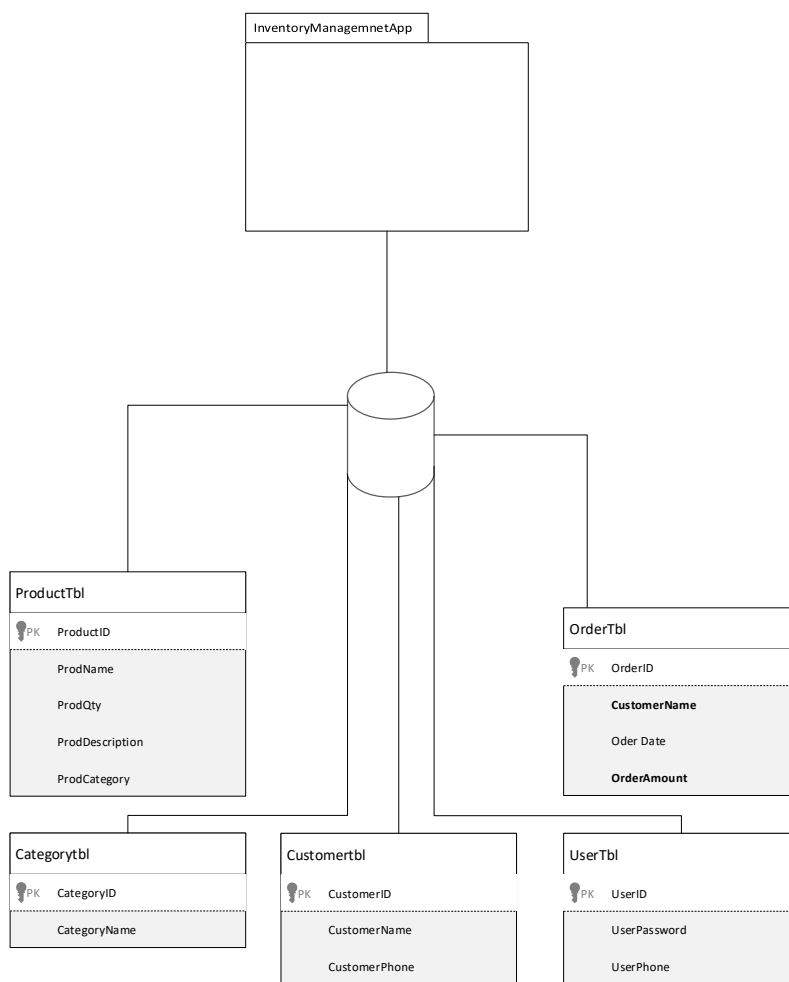 InventoryManagemnetApp
ProductTbl
PK ProductID
ProdName
ProdQty
ProdDescription
ProdCategory
OrderTbl
PK OrderID
CustomerName
Oder Date
OrderAmount
Categorytbl
PK CategoryID
CategoryName
Customertbl
PK CustomerID
CustomerName
CustomerPhone
UserTbl
PK UserID
UserPassword
UserPhone